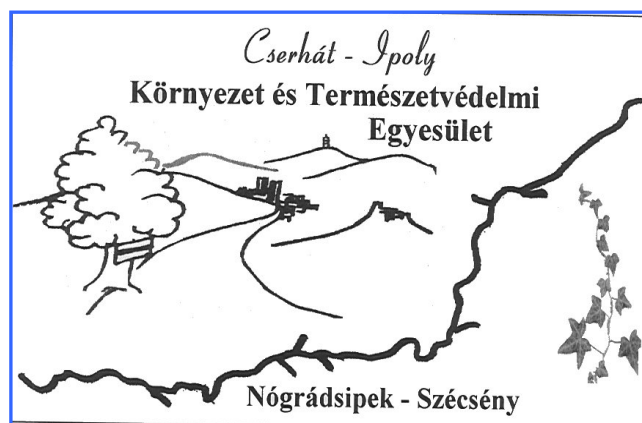 Cserhát - Ipoly
Környezet és Természetvédelmi
Egyesület
Nógrádsipek - Szécsény